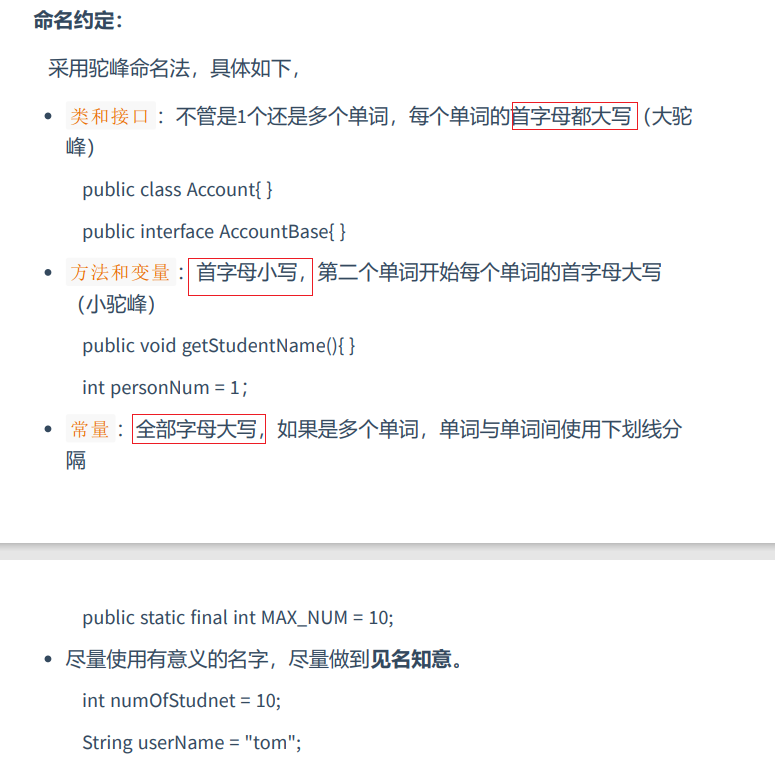 命名约定：
采用驼峰命名法，具体如下，
类和接口：不管是1个还是多个单词，每个单词的首字母都大写（大驼
峰）
public class Account{ }
public interface AccountBase{ }
方法和变量：首字母小写，第二个单词开始每个单词的首字母大写
（小驼峰）
public void getStudentName(){ }
int personNum = 1；
常量：全部字母大写，如果是多个单词，单词与单词间使用下划线分
隔
public static final int MAX_NUM = 10;
尽量使用有意义的名字，尽量做到见名知意。
int numOfStudnet = 10;
String userName = "tom";